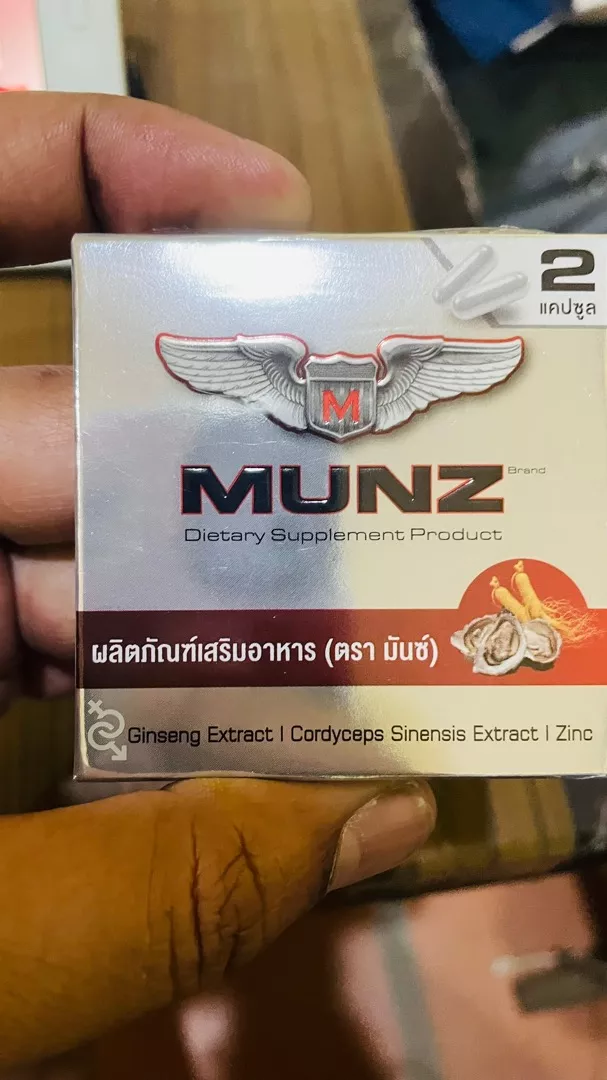 2
แคปซูล
M
MUNZ Brand
Dietary Supplement Product
ผลิตภัณฑ์เสริมอาหาร (ตรา มันซ์)
Ginseng Extract | Cordyceps Sinensis Extract | Zinc